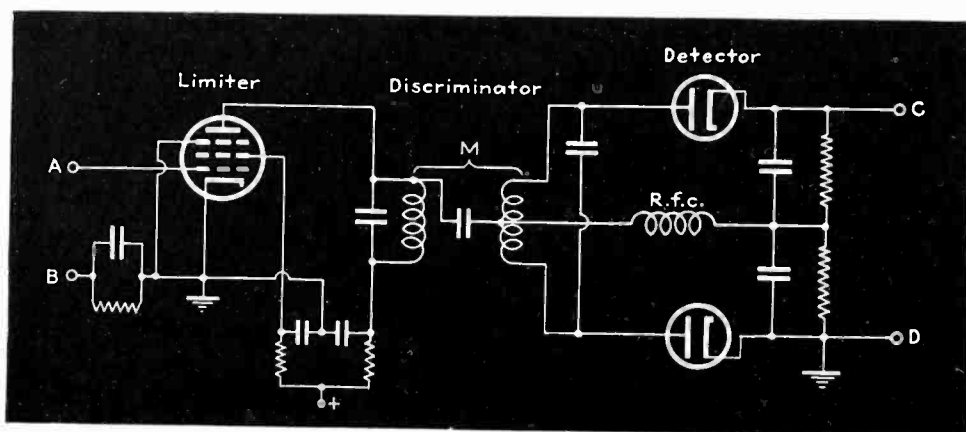 Limiter
Discriminator
Detector
A
B
M
R.f.c.
C
D
+